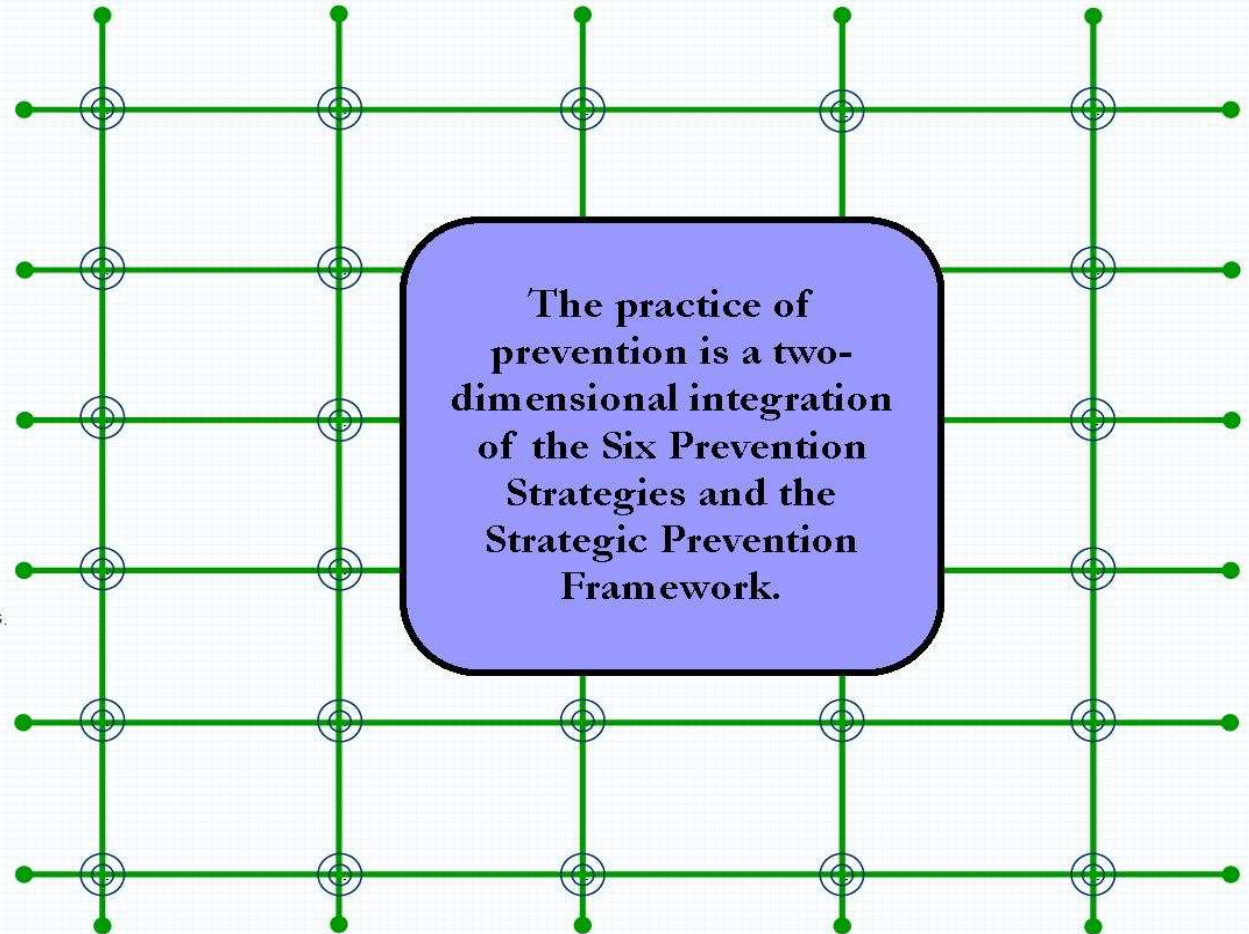 The practice of
prevention is a two-
dimensional integration
of the Six Prevention
Strategies and the
Strategic Prevention
Framework.